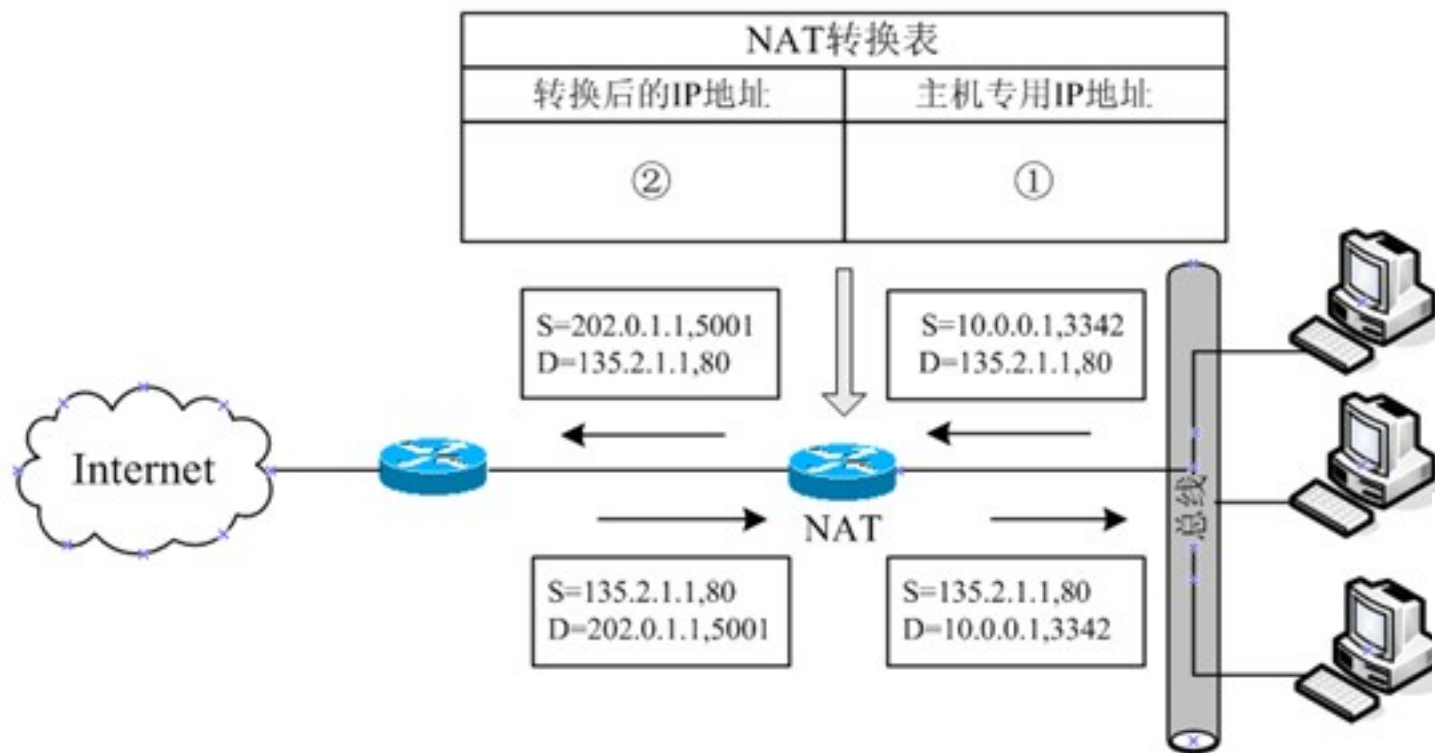 NAT转换表
转换后的IP地址
主机专用IP地址
②
①
S=202.0.1.1,5001
D=135.2.1.1,80
S=10.0.0.1,3342
D=135.2.1.1,80
Internet
NAT
总线
S=135.2.1.1,80
D=202.0.1.1,5001
S=135.2.1.1,80
D=10.0.0.1,3342